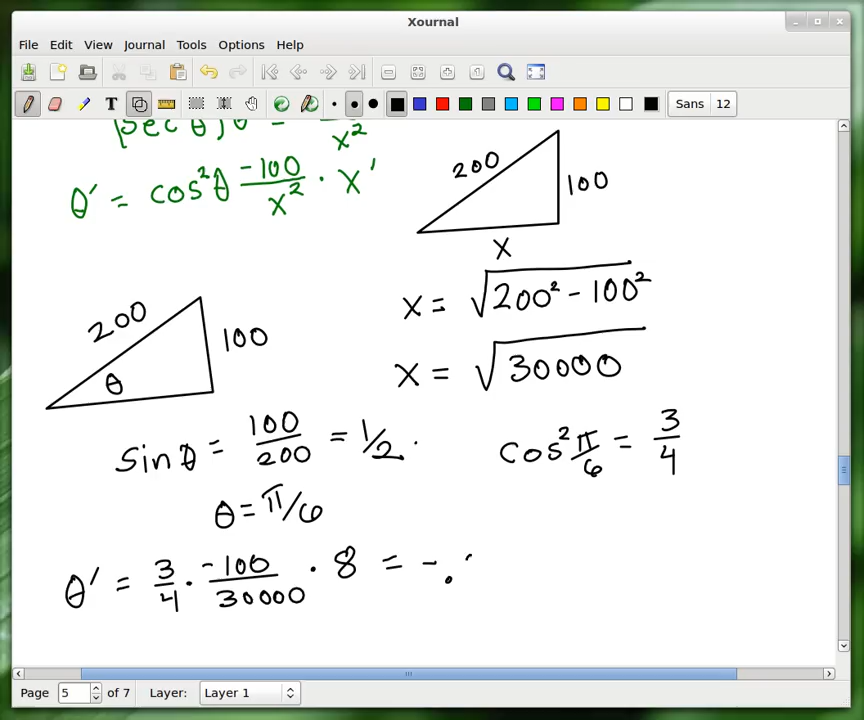 Xournal
File Edit View Journal Tools Options Help
Sans 12
(sec θ) θ' =
x²
θ' = cos²θ -100/x² · x'
200
100
x
x = √200² - 100²
200
100
θ
x = √30000
sin θ = 100/200 = 1/2 .
cos² π/6 = 3/4
θ = π/6
θ' = 3/4 · -100/30000 · 8 = - .
Page 5 of 7 Layer: Layer 1